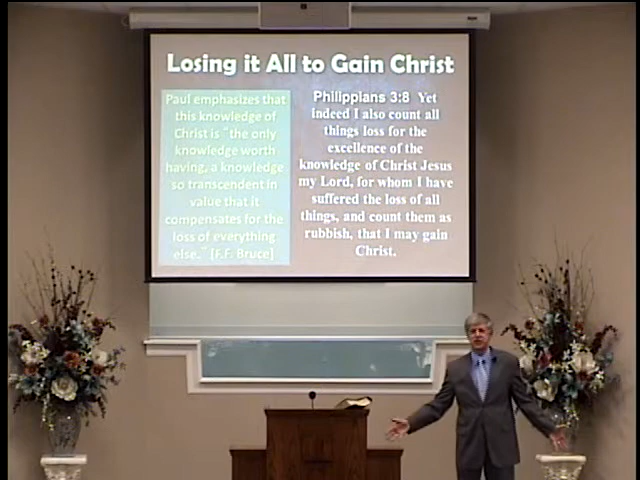 Losing it All to Gain Christ
Paul emphasizes that
this knowledge of
Christ is "the only
knowledge worth
having, a knowledge
so transcendent in
value that it
compensates for the
loss of everything
else." [F.F. Bruce]
Philippians 3:8 Yet
indeed I also count all
things loss for the
excellence of the
knowledge of Christ Jesus
my Lord, for whom I have
suffered the loss of all
things, and count them as
rubbish, that I may gain
Christ.